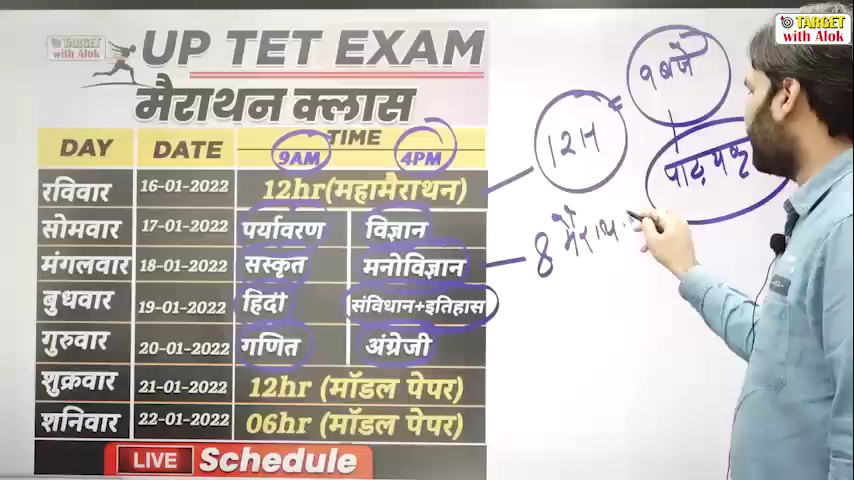 TARGET
with Alok
UP TET EXAM
मैराथन क्लास
DAY DATE TIME
9AM 4PM
रविवार 16-01-2022 12hr(महामैराथन)
सोमवार 17-01-2022 पर्यावरण विज्ञान
मंगलवार 18-01-2022 सस्कृत मनोविज्ञान
बुधवार 19-01-2022 हिदी संविधान+इतिहास
गुरुवार 20-01-2022 गणित अंग्रेजी
शुक्रवार 21-01-2022 12hr (मॉडल पेपर)
शनिवार 22-01-2022 06hr (मॉडल पेपर)
LIVE Schedule
12H
9 बजे
8 मैराथ
TARGET
with Alok